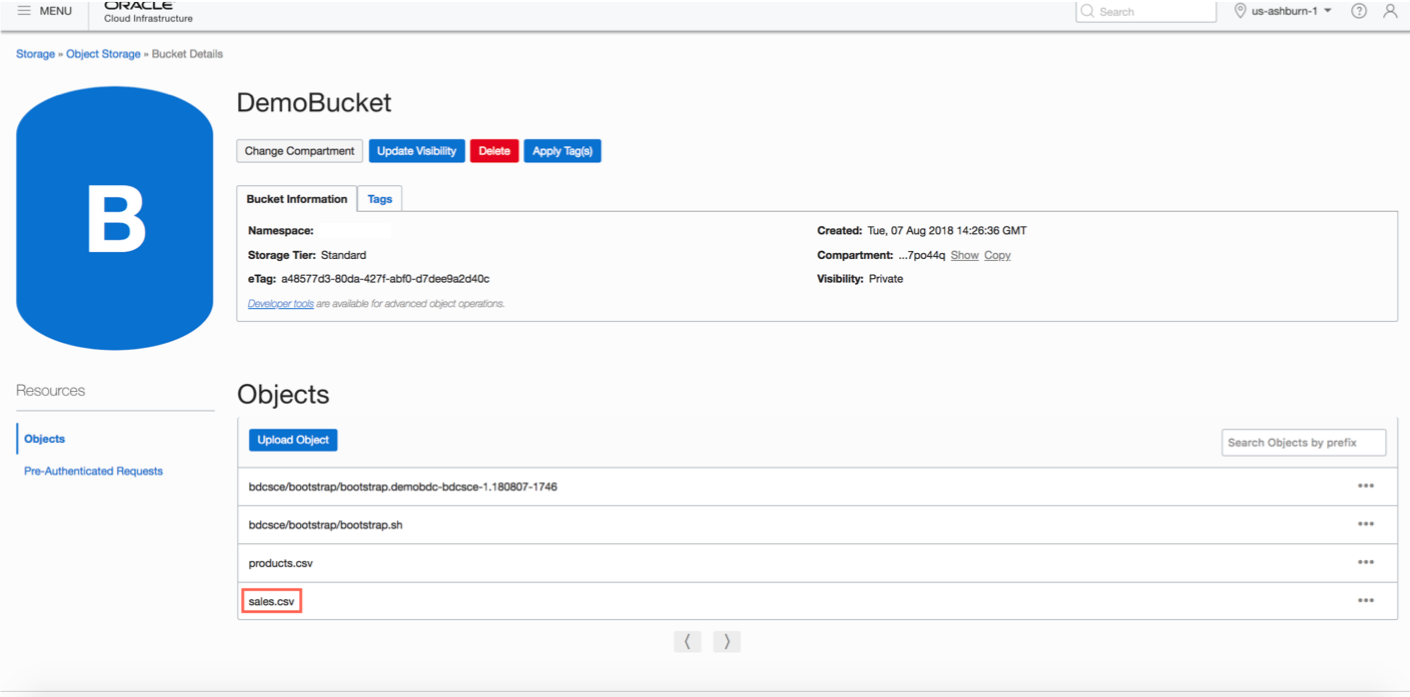 MENU
ORACLE
Cloud Infrastructure
Search
us-ashburn-1
?
Storage » Object Storage » Bucket Details
B
DemoBucket
Change Compartment Update Visibility Delete Apply Tag(s)
Bucket Information Tags
Namespace: Created: Tue, 07 Aug 2018 14:26:36 GMT
Storage Tier: Standard Compartment: ...7po44q Show Copy
eTag: a48577d3-80da-427f-abf0-d7dee9a2d40c Visibility: Private
Developer tools are available for advanced object operations.
Resources
Objects
Pre-Authenticated Requests
Objects
Upload Object Search Objects by prefix
bdcsce/bootstrap/bootstrap.demobdc-bdcsce-1.180807-1746
bdcsce/bootstrap/bootstrap.sh
products.csv
sales.csv